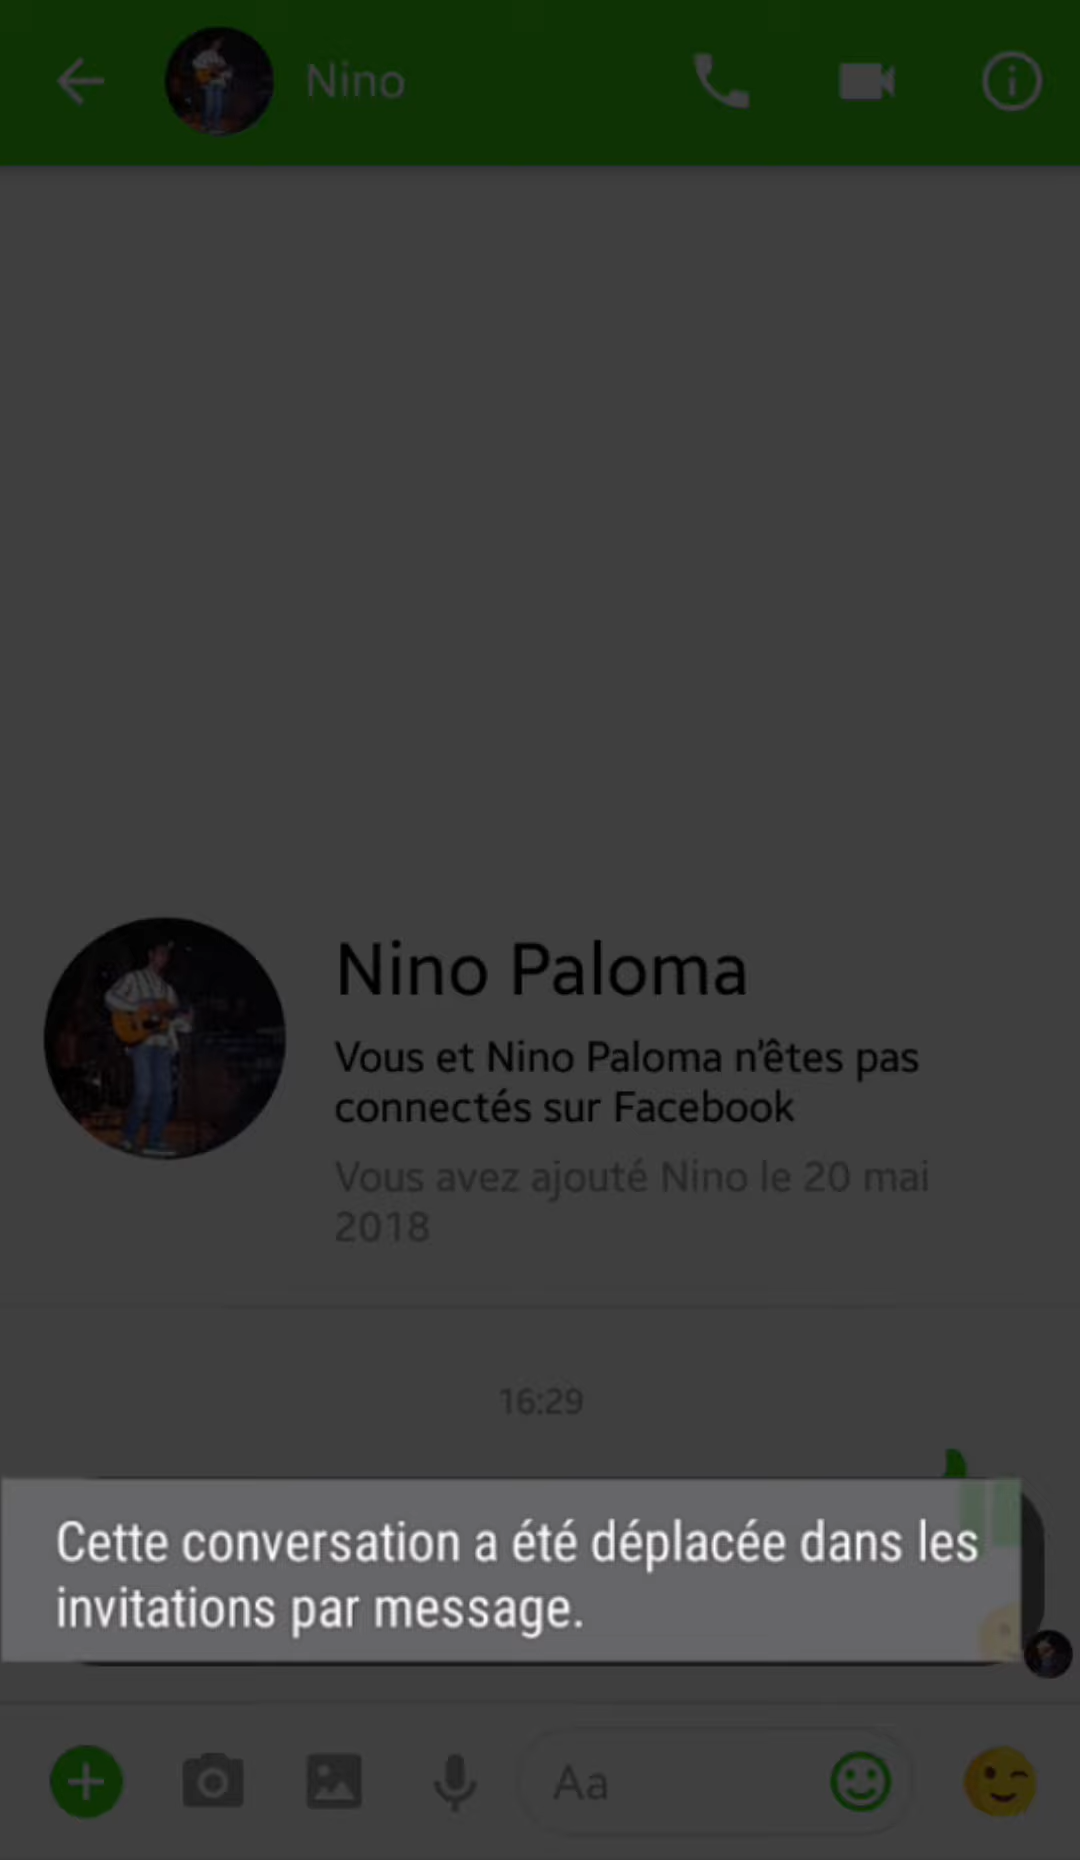 Nino
Nino Paloma
Vous et Nino Paloma n'êtes pas
connectés sur Facebook
Vous avez ajouté Nino le 20 mai
2018
16:29
Cette conversation a été déplacée dans les
invitations par message.
Aa